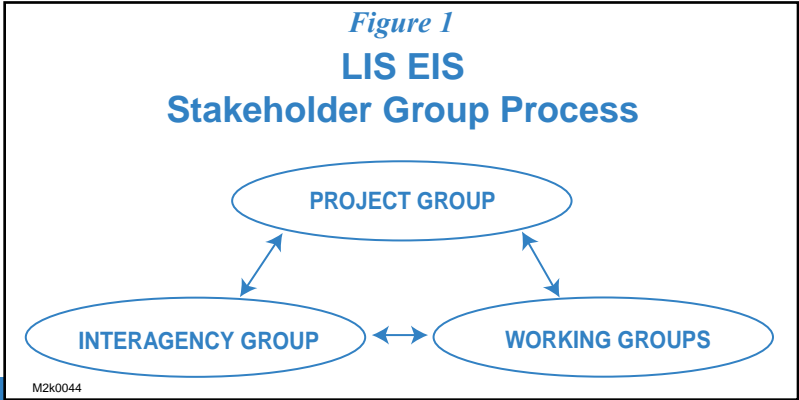 Figure 1
LIS EIS
Stakeholder Group Process
PROJECT GROUP
INTERAGENCY GROUP
WORKING GROUPS
M2k0044